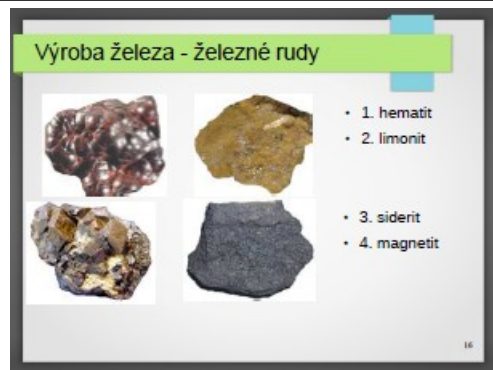 Výroba železa - železné rudy
• 1. hematit
• 2. limonit
• 3. siderit
• 4. magnetit
16